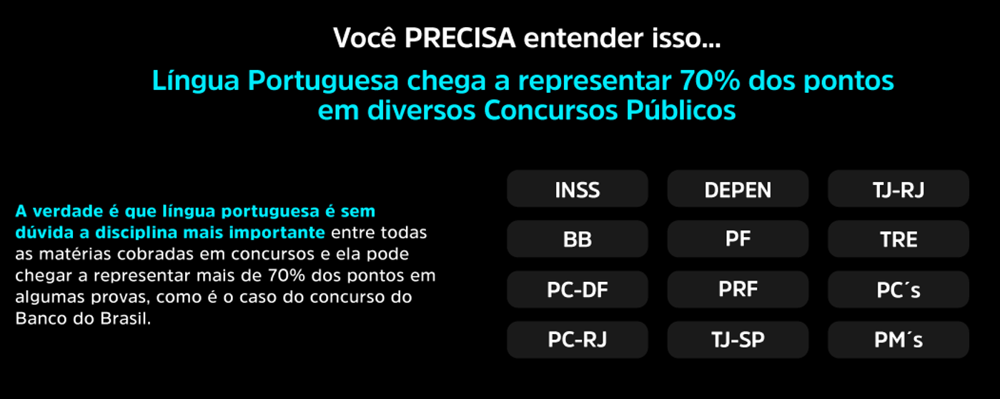 Você PRECISA entender isso...
Língua Portuguesa chega a representar 70% dos pontos
em diversos Concursos Públicos
A verdade é que língua portuguesa é sem
dúvida a disciplina mais importante entre todas
as matérias cobradas em concursos e ela pode
chegar a representar mais de 70% dos pontos em
algumas provas, como é o caso do concurso do
Banco do Brasil.
INSS DEPEN TJ-RJ
BB PF TRE
PC-DF PRF PC´s
PC-RJ TJ-SP PM´s